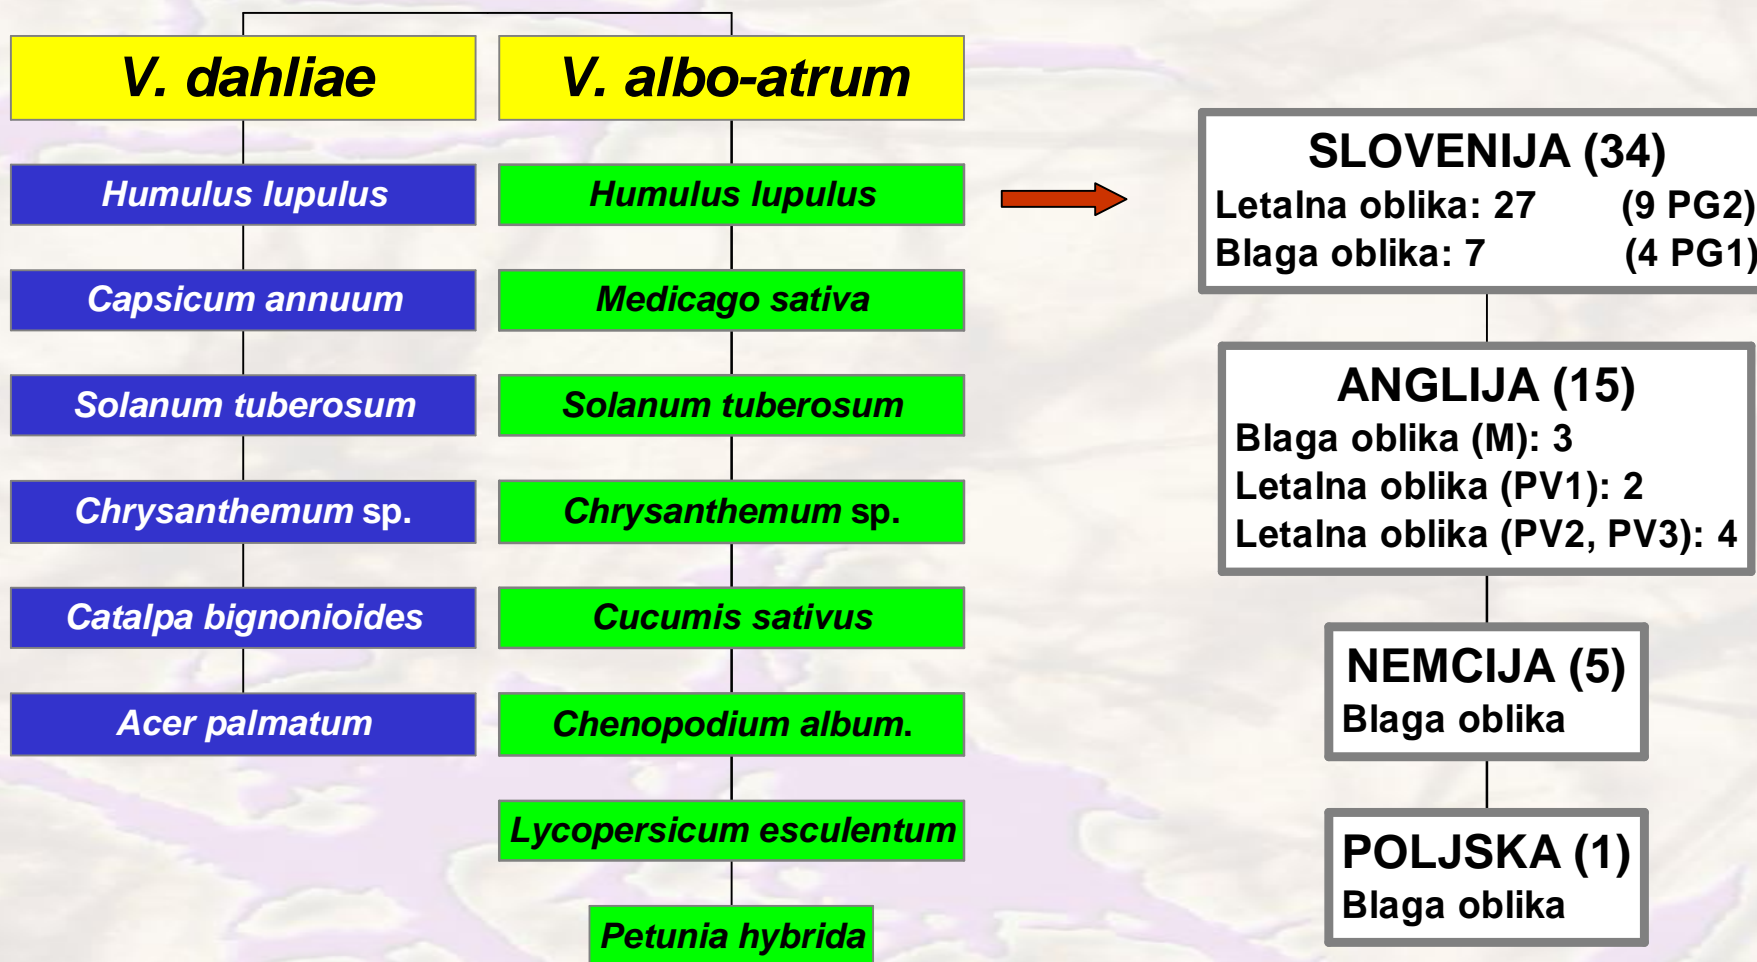 V. dahliae
Humulus lupulus
Capsicum annuum
Solanum tuberosum
Chrysanthemum sp.
Catalpa bignonioides
Acer palmatum
V. albo-atrum
Humulus lupulus
Medicago sativa
Solanum tuberosum
Chrysanthemum sp.
Cucumis sativus
Chenopodium album.
Lycopersicum esculentum
Petunia hybrida
SLOVENIJA (34)
Letalna oblika: 27 (9 PG2)
Blaga oblika: 7 (4 PG1)
ANGLIJA (15)
Blaga oblika (M): 3
Letalna oblika (PV1): 2
Letalna oblika (PV2, PV3): 4
NEMCIJA (5)
Blaga oblika
POLJSKA (1)
Blaga oblika